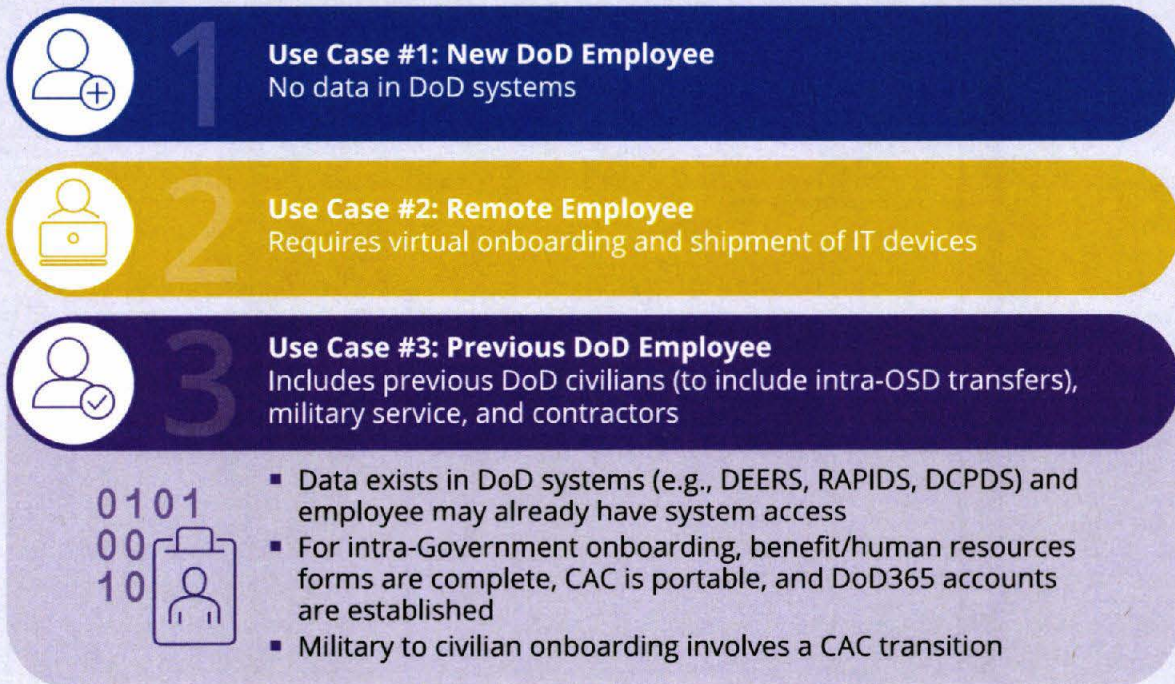 1
Use Case #1: New DoD Employee
No data in DoD systems
2
Use Case #2: Remote Employee
Requires virtual onboarding and shipment of IT devices
3
Use Case #3: Previous DoD Employee
Includes previous DoD civilians (to include intra-OSD transfers),
military service, and contractors
0101
00
10
▪ Data exists in DoD systems (e.g., DEERS, RAPIDS, DCPDS) and
employee may already have system access
▪ For intra-Government onboarding, benefit/human resources
forms are complete, CAC is portable, and DoD365 accounts
are established
▪ Military to civilian onboarding involves a CAC transition